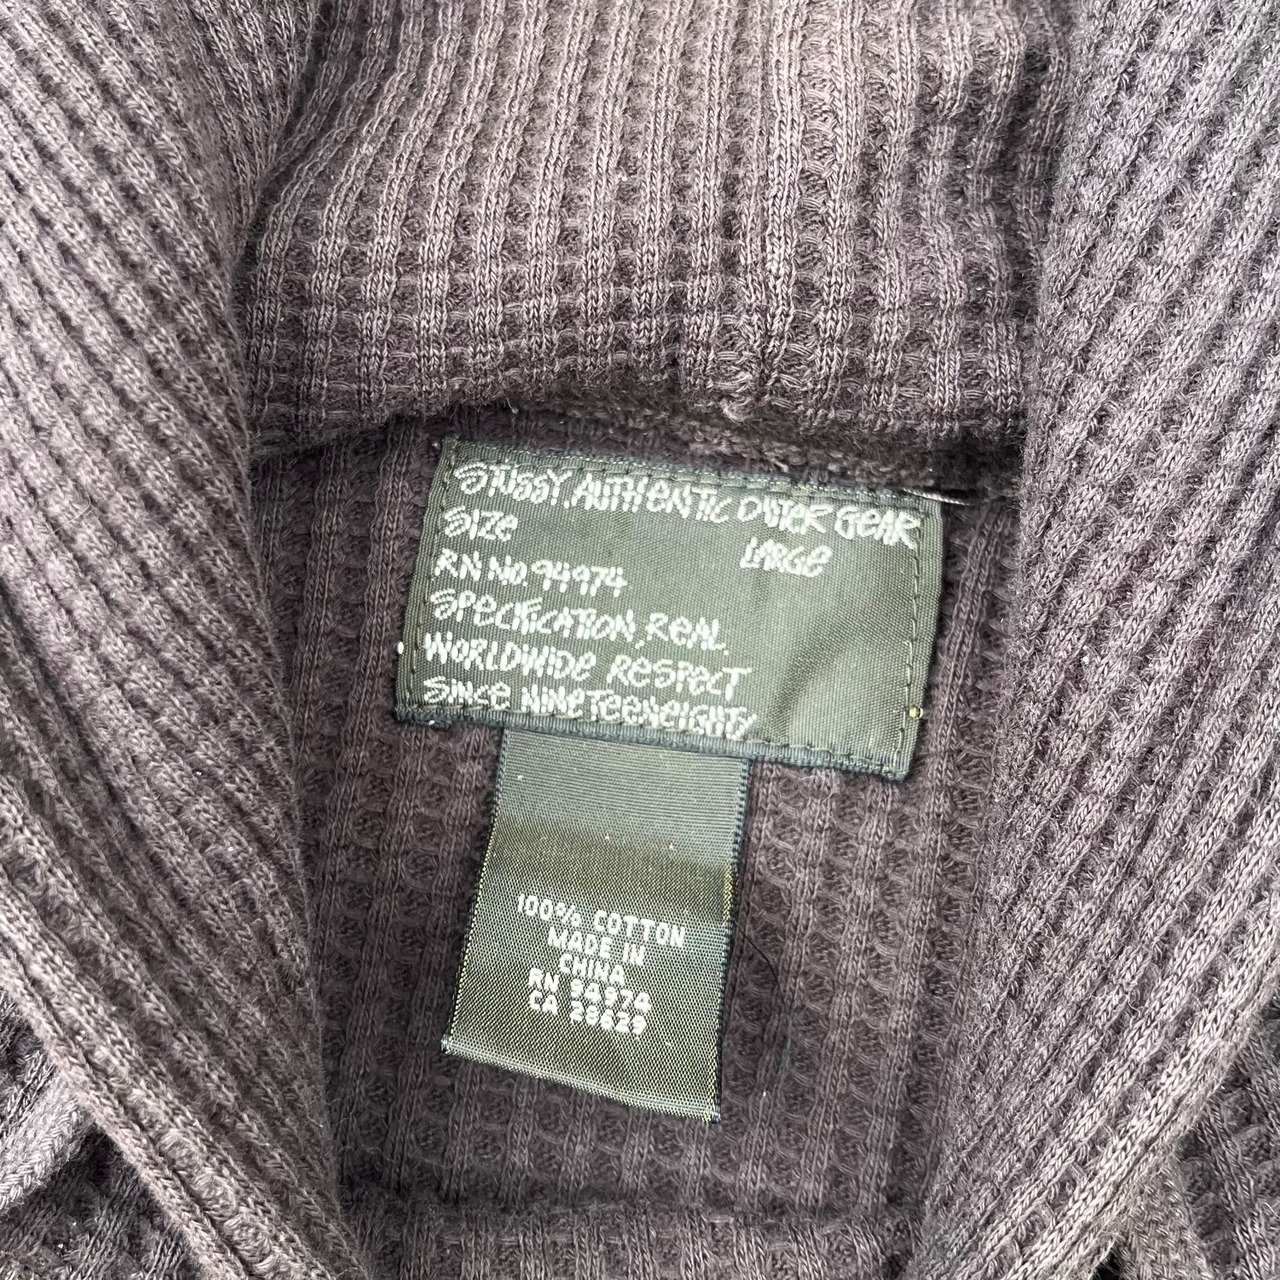 STUSSY, AUTHENTIC OUTER GEAR
SIZE LARGE
RN NO. 94974
SPECIFICATION, REAL.
WORLDWIDE RESPECT
SINCE NINETEENEIGHTY
100% COTTON
MADE IN
CHINA
RN 94974
CA 28629